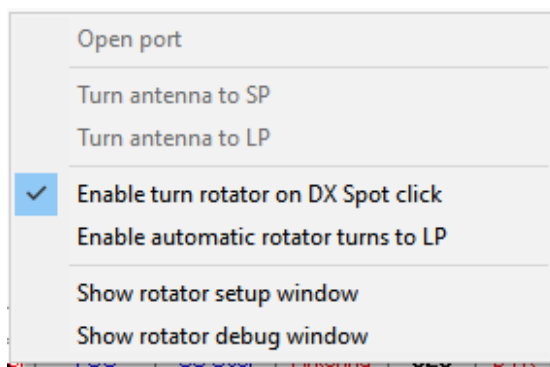 Open port
Turn antenna to SP
Turn antenna to LP
Enable turn rotator on DX Spot click
Enable automatic rotator turns to LP
Show rotator setup window
Show rotator debug window